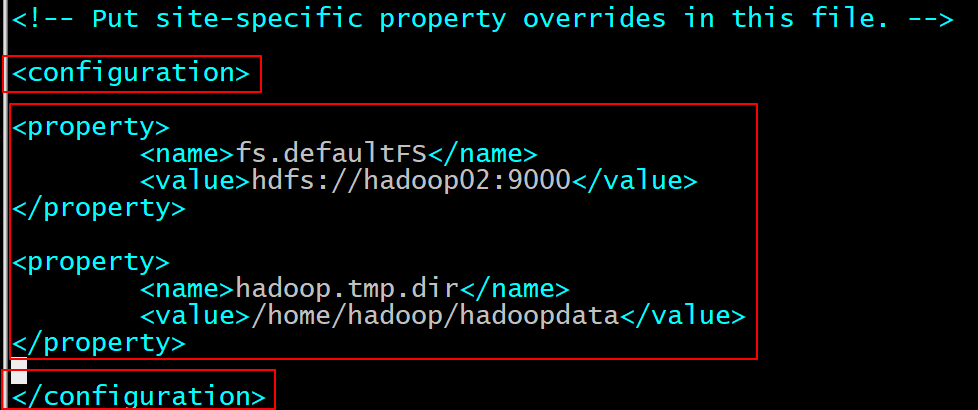 <!-- Put site-specific property overrides in this file. -->
<configuration>
<property>
<name>fs.defaultFS</name>
<value>hdfs://hadoop02:9000</value>
</property>
<property>
<name>hadoop.tmp.dir</name>
<value>/home/hadoop/hadoopdata</value>
</property>
</configuration>